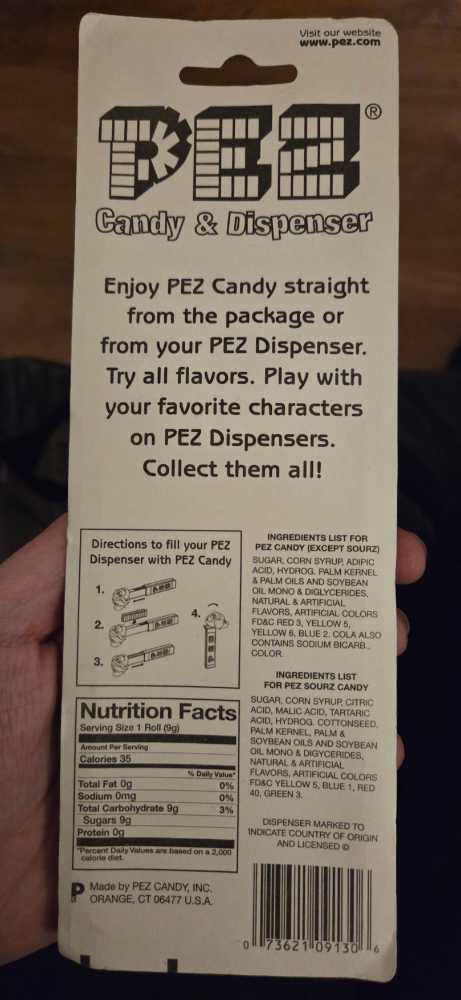 Visit our website
www.pez.com
PEZ®
Candy & Dispenser
Enjoy PEZ Candy straight
from the package or
from your PEZ Dispenser.
Try all flavors. Play with
your favorite characters
on PEZ Dispensers.
Collect them all!
Directions to fill your PEZ
Dispenser with PEZ Candy
1.
2.
3.
4.
Nutrition Facts
Serving Size 1 Roll (9g)
Amount Per Serving
Calories 35
% Daily Value*
Total Fat 0g 0%
Sodium 0mg 0%
Total Carbohydrate 9g 3%
Sugars 9g
Protein 0g
*Percent Daily Values are based on a 2,000
calorie diet.
P Made by PEZ CANDY, INC.
ORANGE, CT 06477 U.S.A.
INGREDIENTS LIST FOR
PEZ CANDY (EXCEPT SOURZ)
SUGAR, CORN SYRUP, ADIPIC
ACID, HYDROG. PALM KERNEL
& PALM OILS AND SOYBEAN
OIL MONO & DIGLYCERIDES,
NATURAL & ARTIFICIAL
FLAVORS, ARTIFICIAL COLORS
FD&C RED 3, YELLOW 5,
YELLOW 6, BLUE 2. COLA ALSO
CONTAINS SODIUM BICARB.,
COLOR.
INGREDIENTS LIST
FOR PEZ SOURZ CANDY
SUGAR, CORN SYRUP, CITRIC
ACID, MALIC ACID, TARTARIC
ACID, HYDROG. COTTONSEED,
PALM KERNEL, PALM &
SOYBEAN OILS AND SOYBEAN
OIL MONO & DIGYCERIDES,
NATURAL & ARTIFICIAL
FLAVORS, ARTIFICIAL COLORS
FD&C YELLOW 5, BLUE 1, RED
40, GREEN 3.
DISPENSER MARKED TO
INDICATE COUNTRY OF ORIGIN
AND LICENSED ©
0 73621 09130 6